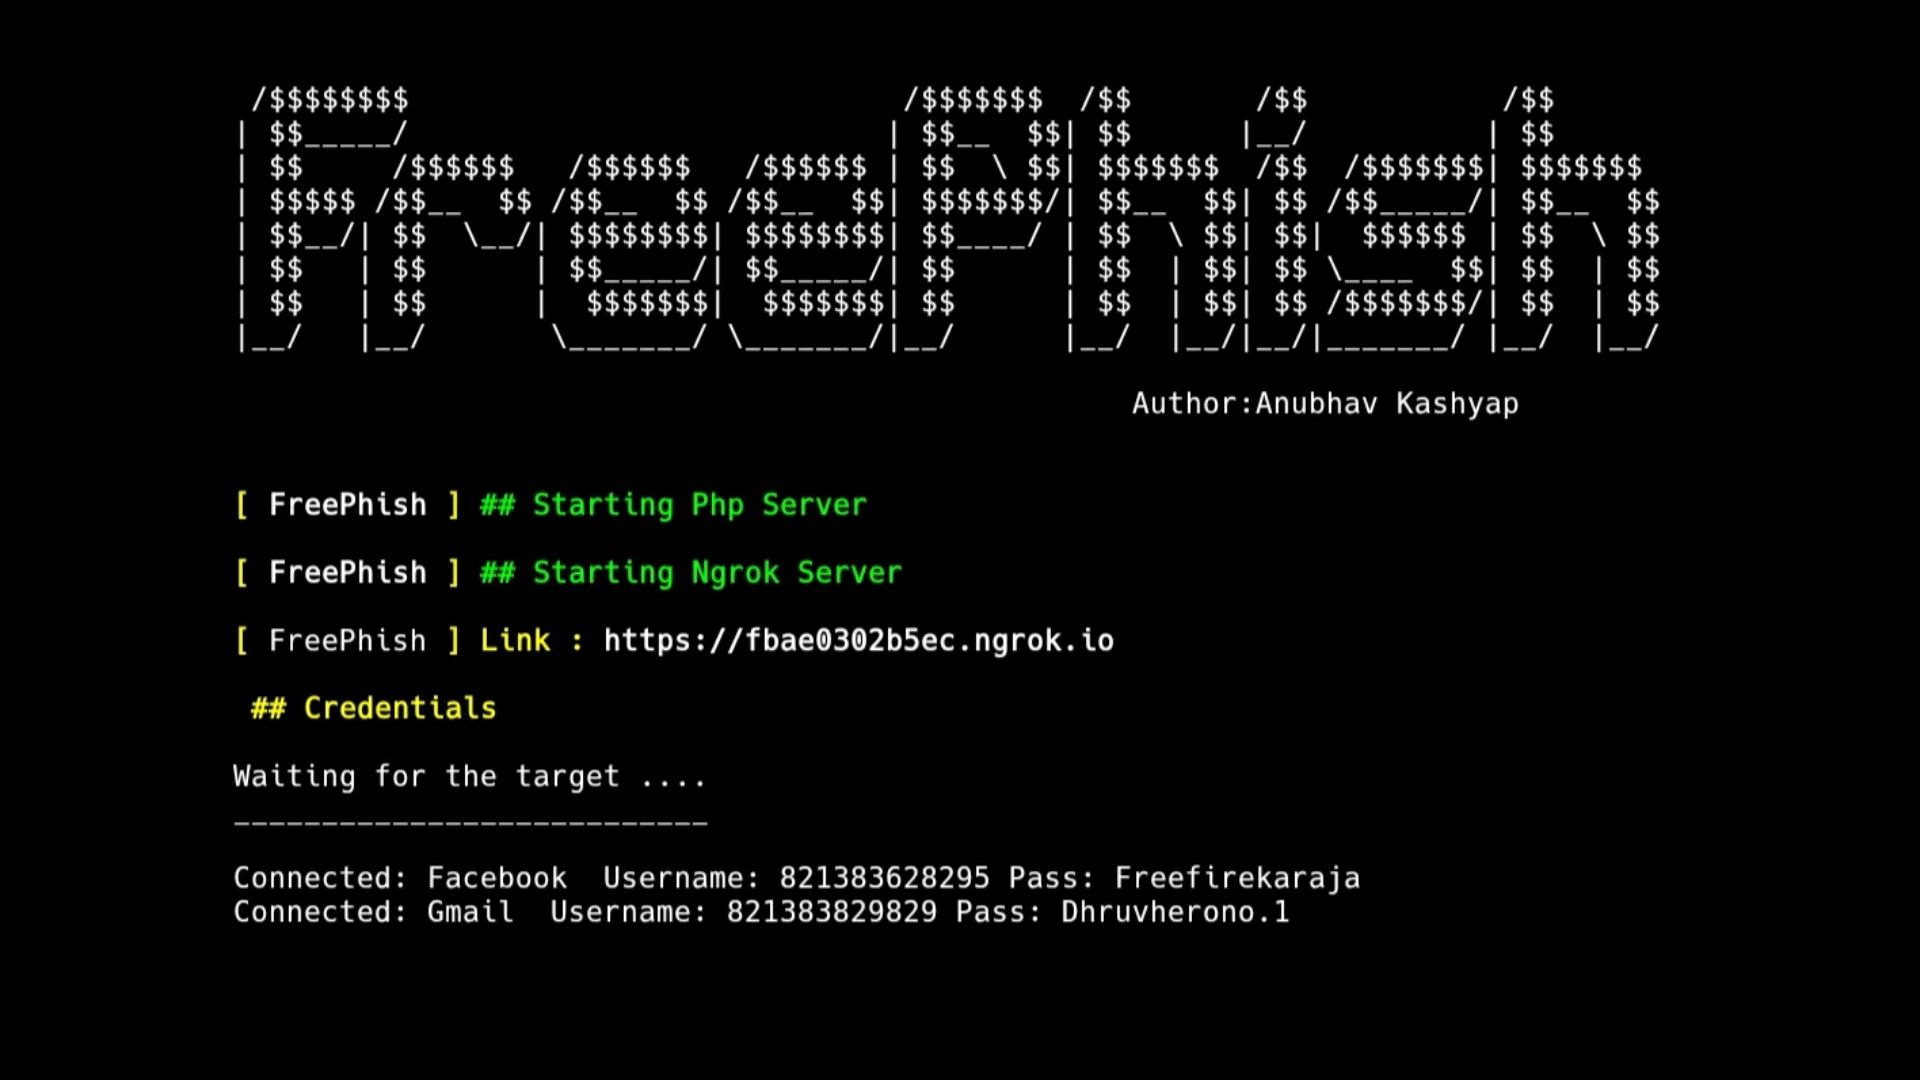 /$$$$$$$$                            /$$$$$$$  /$$       /$$           /$$
| $$_____/                           | $$__  $$| $$      |__/          | $$
| $$     /$$$$$$   /$$$$$$   /$$$$$$ | $$  \ $$| $$$$$$$  /$$  /$$$$$$$| $$$$$$$
| $$$$$ /$$__  $$ /$$__  $$ /$$__  $$| $$$$$$$/| $$__  $$| $$ /$$_____/| $$__  $$
| $$__/| $$  \__/| $$$$$$$$| $$$$$$$$| $$____/ | $$  \ $$| $$|  $$$$$$ | $$  \ $$
| $$   | $$      | $$_____/| $$_____/| $$      | $$  | $$| $$ \____  $$| $$  | $$
| $$   | $$      |  $$$$$$$|  $$$$$$$| $$      | $$  | $$| $$ /$$$$$$$/| $$  | $$
|__/   |__/       \_______/ \_______/|__/      |__/  |__/|__/|_______/ |__/  |__/
Author:Anubhav Kashyap
[ FreePhish ] ## Starting Php Server
[ FreePhish ] ## Starting Ngrok Server
[ FreePhish ] Link : https://fbae0302b5ec.ngrok.io
## Credentials
Waiting for the target ....
___________________________
Connected: Facebook  Username: 821383628295 Pass: Freefirekaraja
Connected: Gmail  Username: 821383829829 Pass: Dhruvherono.1